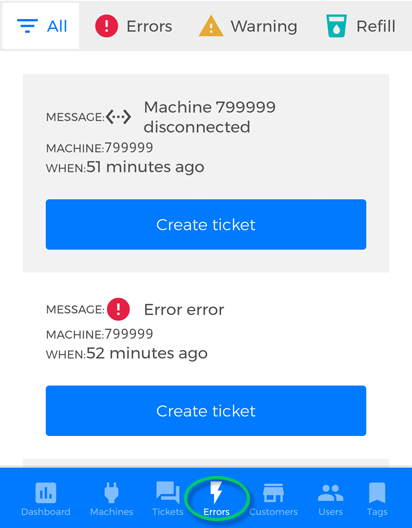 All Errors Warning Refill
MESSAGE: Machine 799999
disconnected
MACHINE:799999
WHEN:51 minutes ago
Create ticket
MESSAGE: Error error
MACHINE:799999
WHEN:52 minutes ago
Create ticket
Dashboard Machines Tickets Errors Customers Users Tags